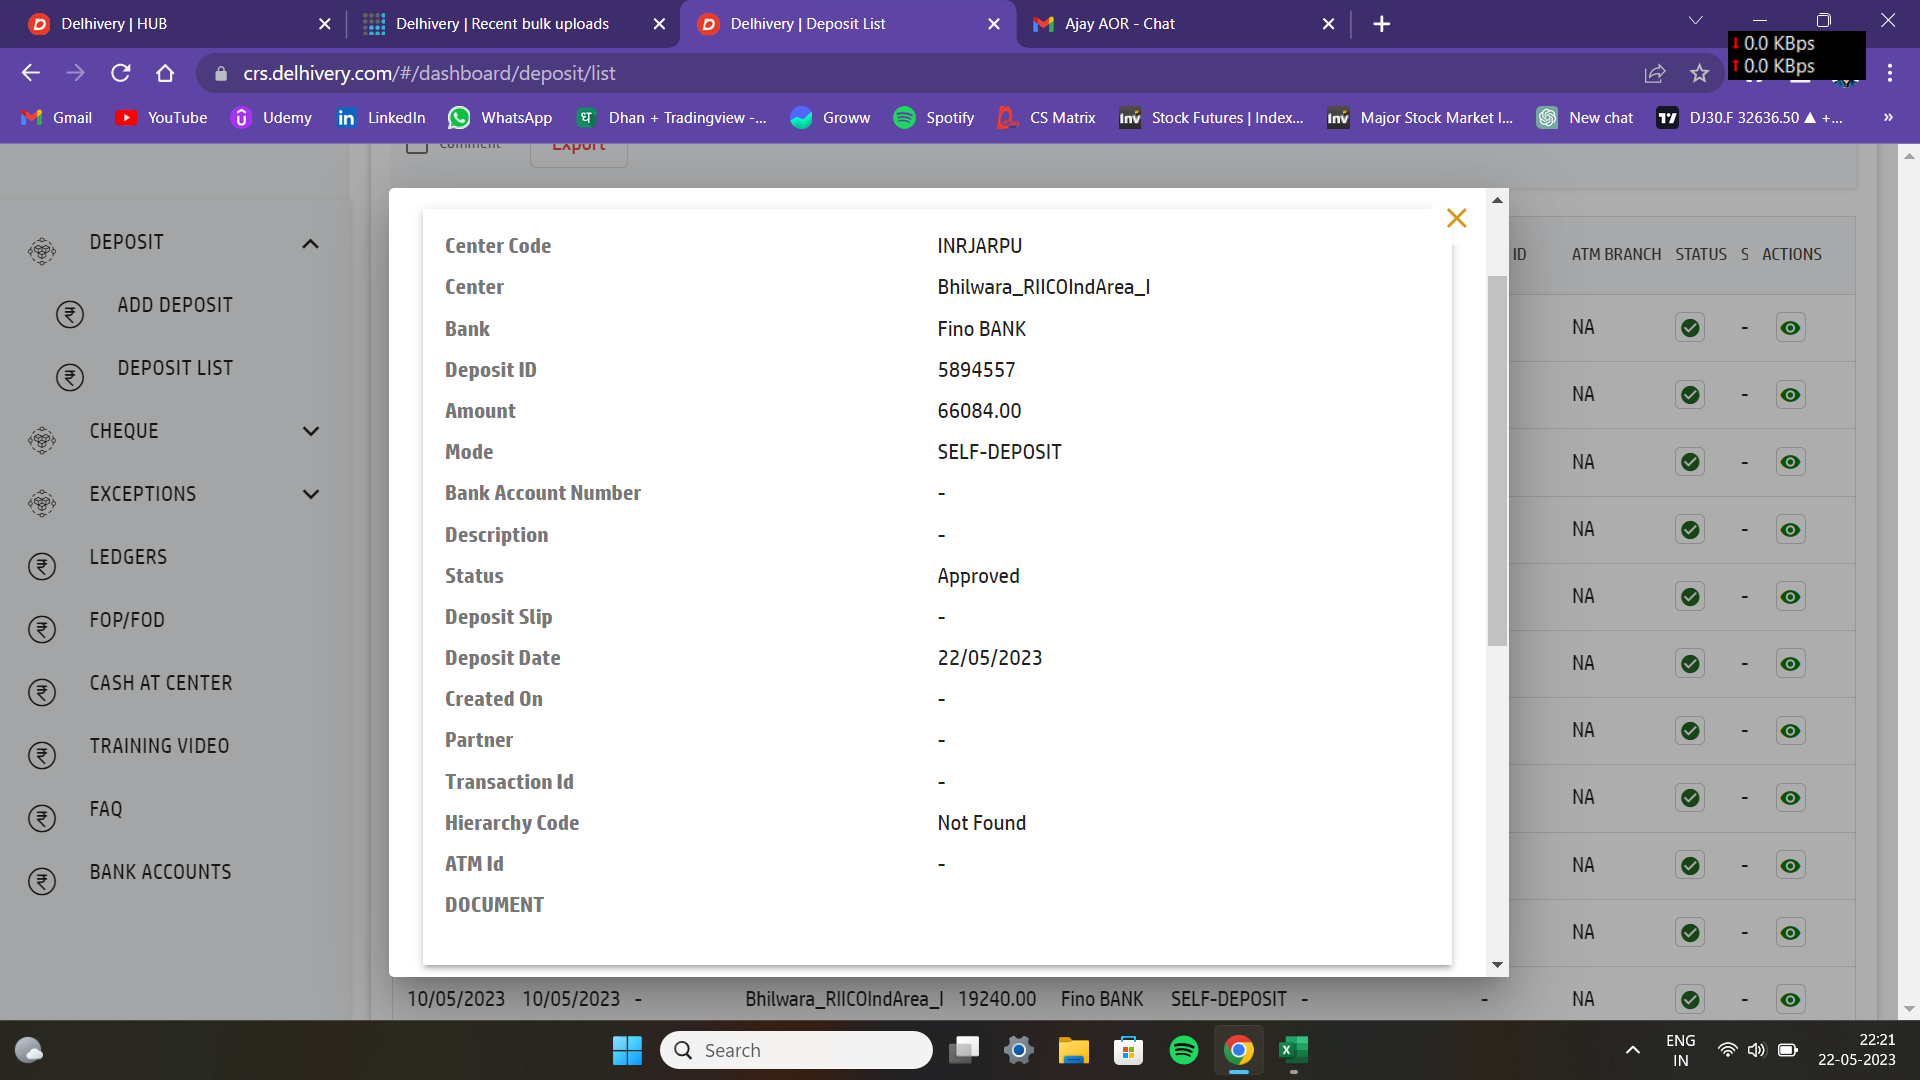 Delhivery | HUB
Delhivery | Recent bulk uploads
Delhivery | Deposit List
Ajay AOR - Chat
0.0 KBps
0.0 KBps
crs.delhivery.com/#/dashboard/deposit/list
Gmail YouTube Udemy LinkedIn WhatsApp Dhan + Tradingview -... Groww Spotify CS Matrix Stock Futures | Index... Major Stock Market I... New chat DJ30.F 32636.50 ▲ +... »
Comment Export
DEPOSIT
ADD DEPOSIT
DEPOSIT LIST
CHEQUE
EXCEPTIONS
LEDGERS
FOP/FOD
CASH AT CENTER
TRAINING VIDEO
FAQ
BANK ACCOUNTS
Center Code INRJARPU
Center Bhilwara_RIICOIndArea_I
Bank Fino BANK
Deposit ID 5894557
Amount 66084.00
Mode SELF-DEPOSIT
Bank Account Number -
Description -
Status Approved
Deposit Slip -
Deposit Date 22/05/2023
Created On -
Partner -
Transaction Id -
Hierarchy Code Not Found
ATM Id -
DOCUMENT
ID ATM BRANCH STATUS S ACTIONS
NA -
NA -
NA -
NA -
NA -
NA -
NA -
NA -
NA -
NA -
10/05/2023 10/05/2023 - Bhilwara_RIICOIndArea_I 19240.00 Fino BANK SELF-DEPOSIT - - NA -
Search
ENG
IN
22:21
22-05-2023